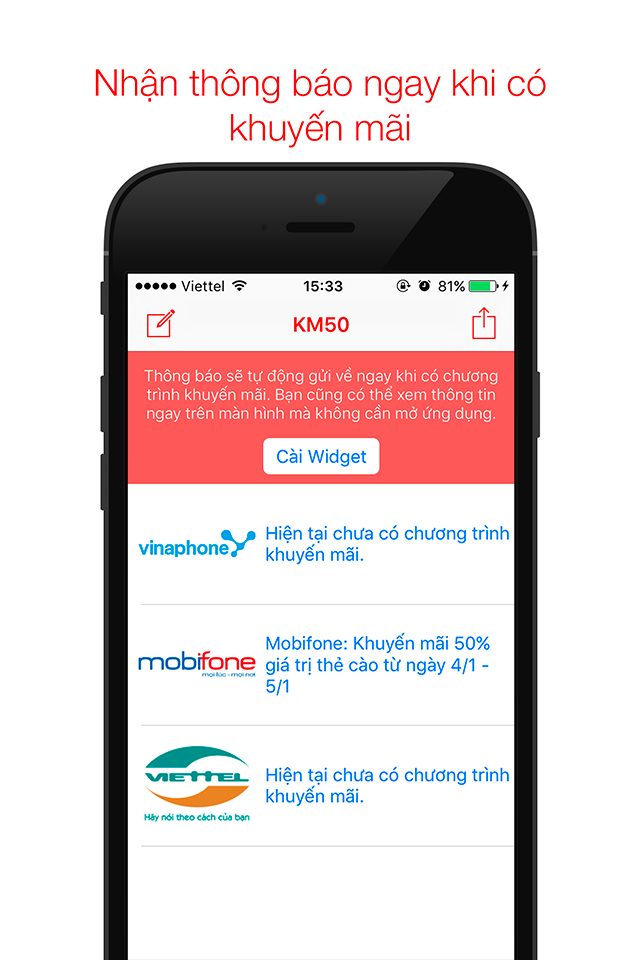 Nhận thông báo ngay khi có
khuyến mãi
Viettel
15:33
81%
KM50
Thông báo sẽ tự động gửi về ngay khi có chương
trình khuyến mãi. Bạn cũng có thể xem thông tin
ngay trên màn hình mà không cần mở ứng dụng.
Cài Widget
vinaphone
Hiện tại chưa có chương trình
khuyến mãi.
mobifone
mọi lúc - mọi nơi
Mobifone: Khuyến mãi 50%
giá trị thẻ cào từ ngày 4/1 -
5/1
VIETTEL
Hãy nói theo cách của bạn
Hiện tại chưa có chương trình
khuyến mãi.